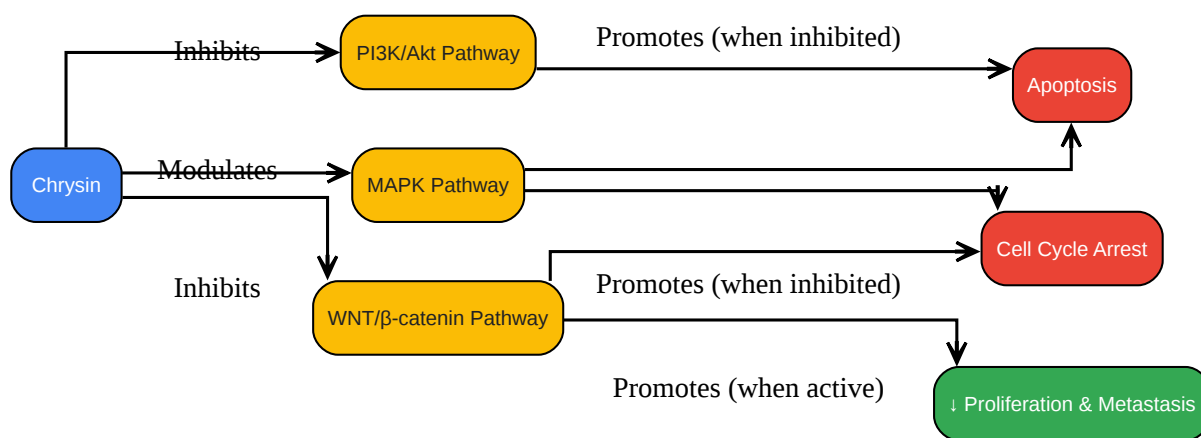 Inhibits
PI3K/Akt Pathway
Promotes (when inhibited)
Apoptosis
Chrysin
Modulates
MAPK Pathway
Cell Cycle Arrest
Inhibits
WNT/β-catenin Pathway
Promotes (when inhibited)
Promotes (when active)
↓ Proliferation & Metastasis